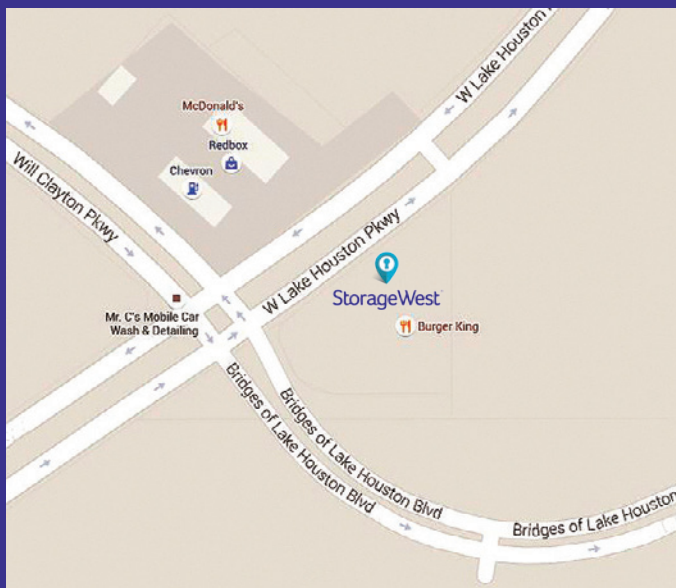 W Lake Houston
McDonald's
Redbox
Chevron
Will Clayton Pkwy
W Lake Houston Pkwy
StorageWest
Mr. C's Mobile Car
Wash & Detailing
Burger King
Bridges of Lake Houston Blvd
Bridges of Lake Houston Blvd
Bridges of Lake Houston